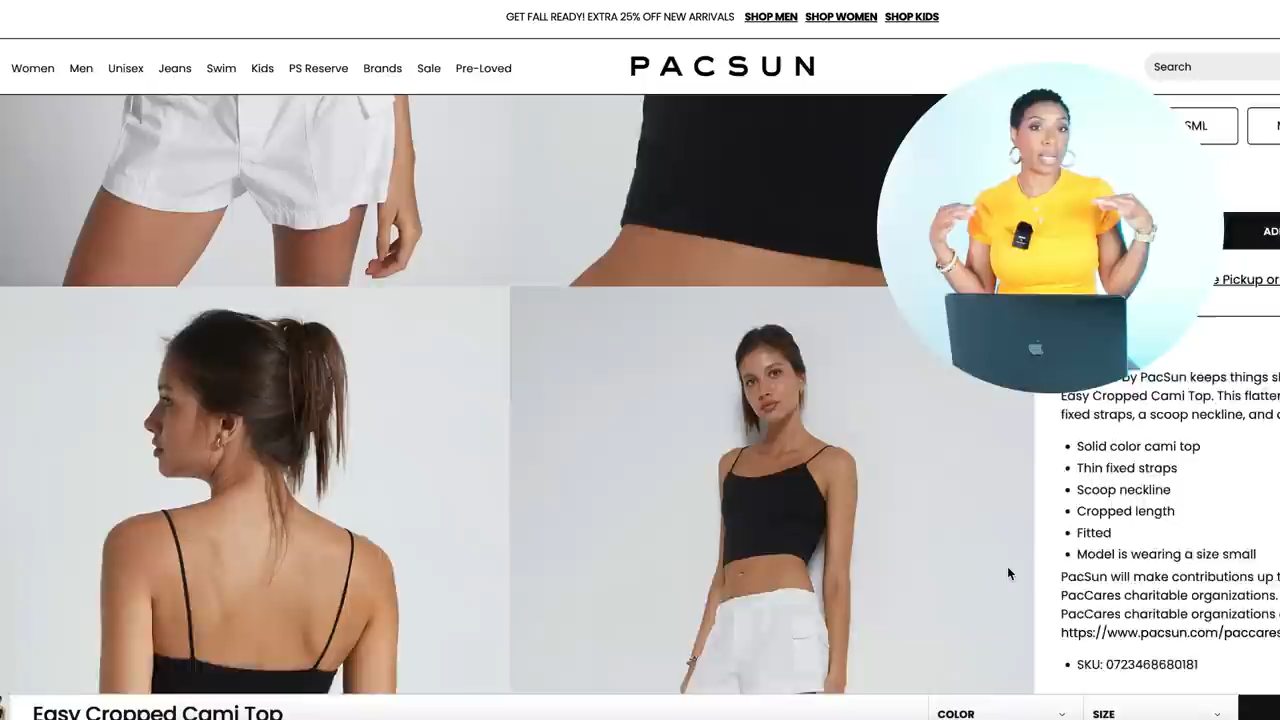 GET FALL READY! EXTRA 25% OFF NEW ARRIVALS SHOP MEN SHOP WOMEN SHOP KIDS
Women Men Unisex Jeans Swim Kids PS Reserve Brands Sale Pre-Loved
PACSUN
Search
SML
Pickup or
by PacSun keeps things
Easy Cropped Cami Top. This
fixed straps, a scoop neckline, and
• Solid color cami top
• Thin fixed straps
• Scoop neckline
• Cropped length
• Fitted
• Model is wearing a size small
PacSun will make contributions up
PacCares charitable organizations.
PacCares charitable organizations
https://www.pacsun.com/paccares
• SKU: 0723468680181
Easy Cropped Cami Top
COLOR
SIZE